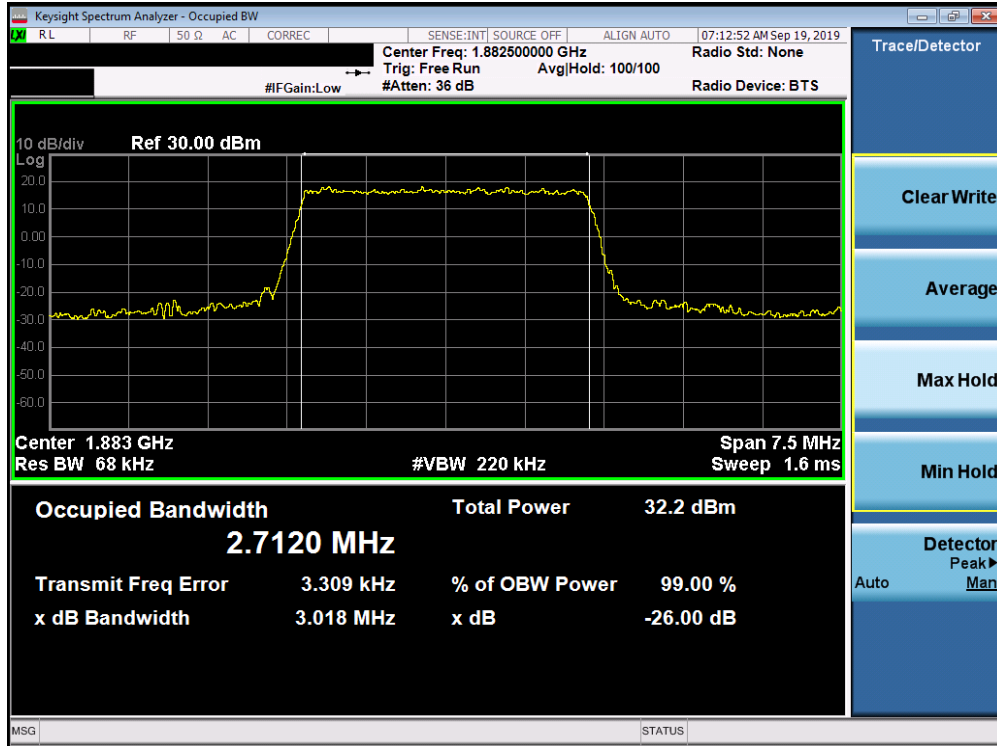 Keysight Spectrum Analyzer - Occupied BW
LXI RL RF 50 Ω AC CORREC SENSE:INT SOURCE OFF ALIGN AUTO 07:12:52 AM Sep 19, 2019
Center Freq: 1.882500000 GHz Radio Std: None
Trig: Free Run Avg|Hold: 100/100
#IFGain:Low #Atten: 36 dB Radio Device: BTS
10 dB/div Ref 30.00 dBm
Log
20.0
10.0
0.00
-10.0
-20.0
-30.0
-40.0
-50.0
-60.0
Center 1.883 GHz Span 7.5 MHz
Res BW 68 kHz #VBW 220 kHz Sweep 1.6 ms
Occupied Bandwidth Total Power 32.2 dBm
2.7120 MHz
Transmit Freq Error 3.309 kHz % of OBW Power 99.00 %
x dB Bandwidth 3.018 MHz x dB -26.00 dB
Trace/Detector
Clear Write
Average
Max Hold
Min Hold
Detector
Peak▶
Auto Man
MSG STATUS